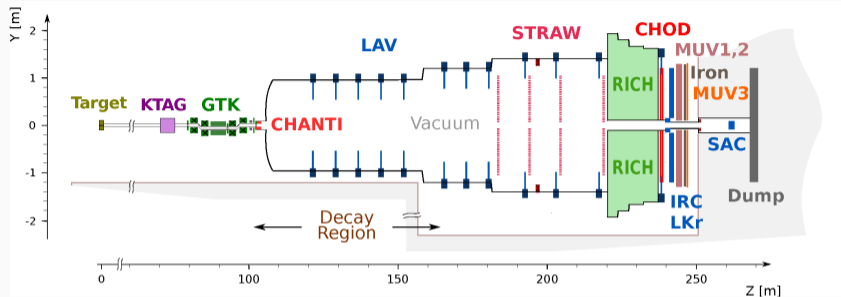 Y [m]
2
1
0
-1
-2
LAV
STRAW
CHOD
MUV1,2
Iron
MUV3
Target
KTAG
GTK
CHANTI
Vacuum
RICH
RICH
SAC
Dump
IRC
LKr
Decay
Region
0
100
150
200
250
Z [m]